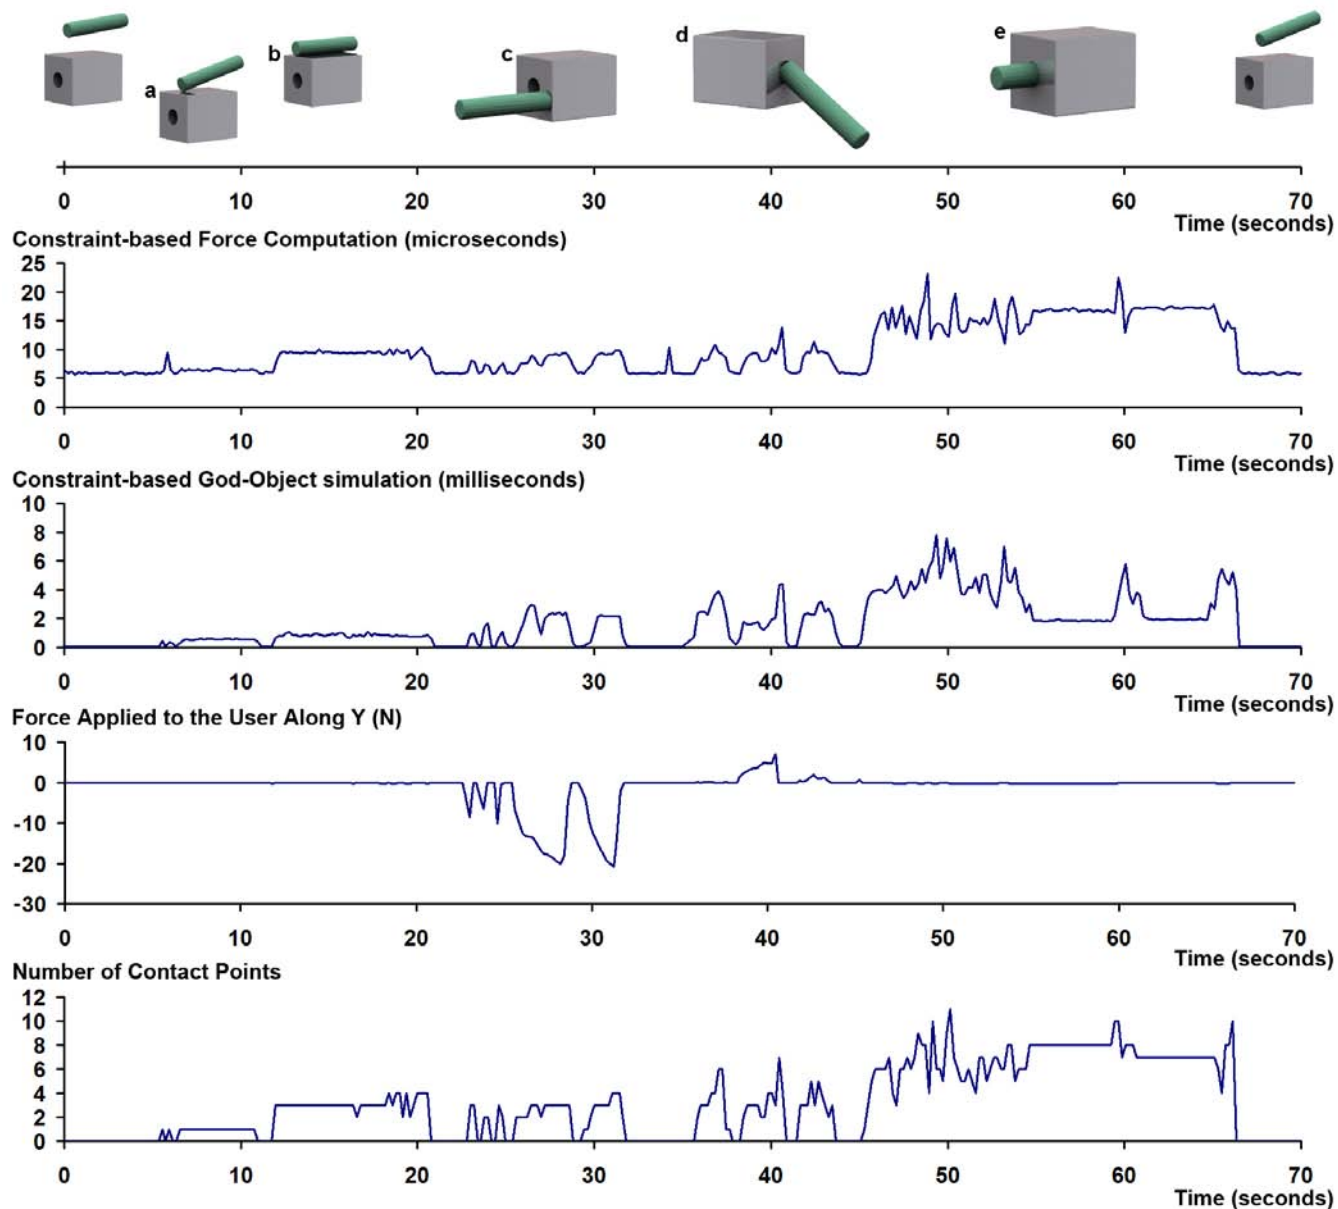 a
b
c
d
e
0 10 20 30 40 50 60 70
Time (seconds)
Constraint-based Force Computation (microseconds)
25
20
15
10
5
0
0 10 20 30 40 50 60 70
Time (seconds)
Constraint-based God-Object simulation (milliseconds)
10
8
6
4
2
0
0 10 20 30 40 50 60 70
Time (seconds)
Force Applied to the User Along Y (N)
10
0
-10
-20
-30
0 10 20 30 40 50 60 70
Time (seconds)
Number of Contact Points
12
10
8
6
4
2
0
0 10 20 30 40 50 60 70
Time (seconds)